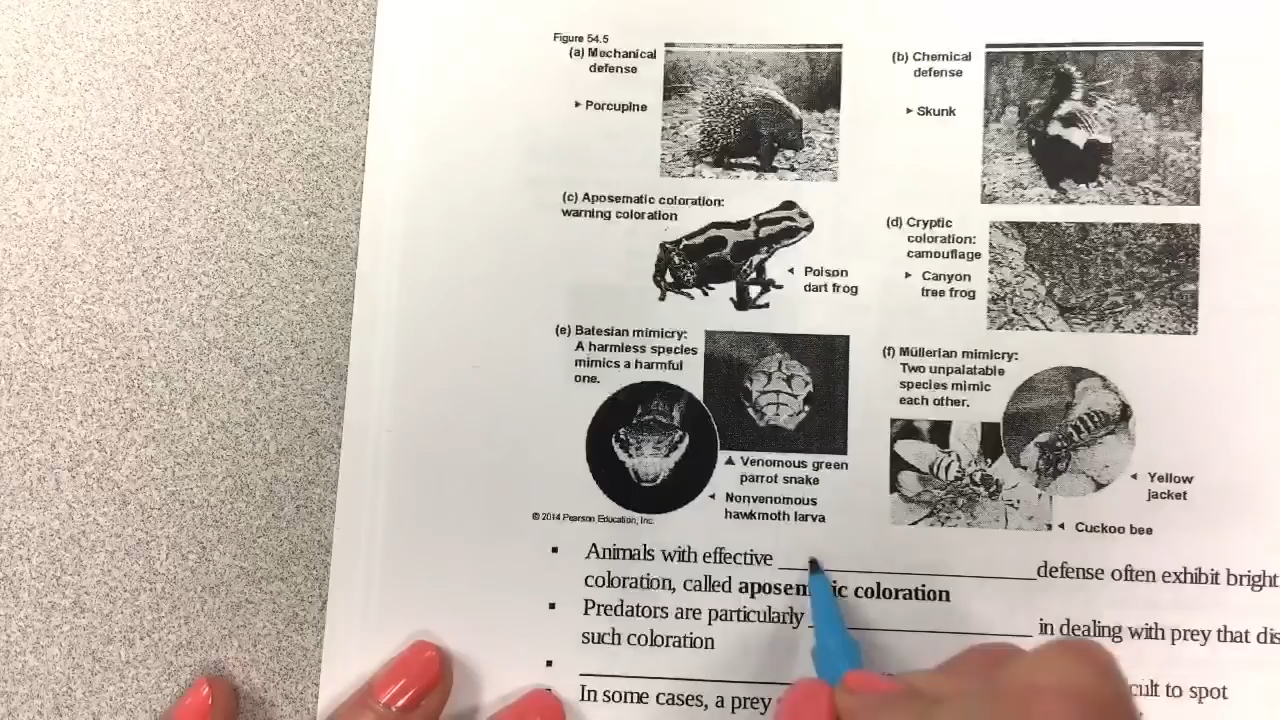 Figure 54.5
(a) Mechanical
defense
► Porcupine
(b) Chemical
defense
► Skunk
(c) Aposematic coloration:
warning coloration
◄ Poison
dart frog
(d) Cryptic
coloration:
camouflage
► Canyon
tree frog
(e) Batesian mimicry:
A harmless species
mimics a harmful
one.
▲ Venomous green
parrot snake
◄ Nonvenomous
hawkmoth larva
(f) Müllerian mimicry:
Two unpalatable
species mimic
each other.
◄ Yellow
jacket
◄ Cuckoo bee
© 2014 Pearson Education, Inc.
▪ Animals with effective ____ defense often exhibit bright
coloration, called coloration
▪ Predators are particularly ____ in dealing with prey that
such coloration
▪ ____ to spot
▪ In some cases, a prey